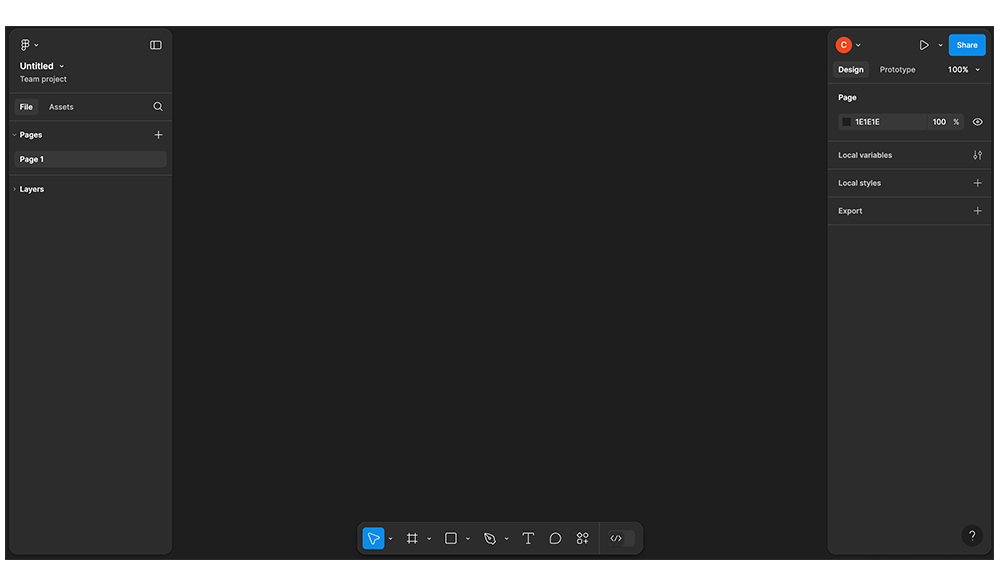 Untitled
Team project
File Assets
Pages
Page 1
Layers
C
Share
Design Prototype 100%
Page
1E1E1E 100 %
Local variables
Local styles
Export
?